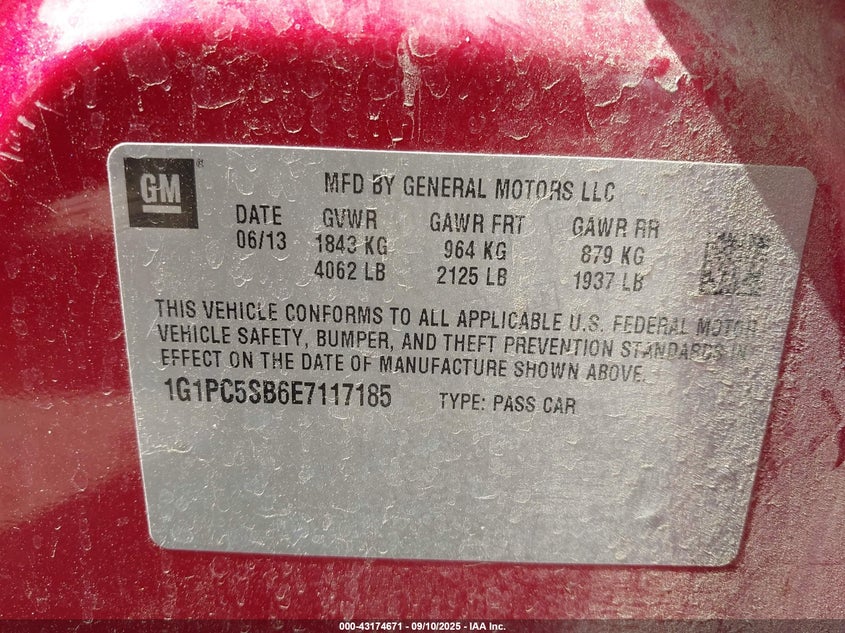 GM®
MFD BY GENERAL MOTORS LLC
DATE GVWR GAWR FRT GAWR RR
06/13 1843 KG 964 KG 879 KG
4062 LB 2125 LB 1937 LB
THIS VEHICLE CONFORMS TO ALL APPLICABLE U.S. FEDERAL MOTOR
VEHICLE SAFETY, BUMPER, AND THEFT PREVENTION STANDARDS IN
EFFECT ON THE DATE OF MANUFACTURE SHOWN ABOVE.
1G1PC5SB6E7117185 TYPE: PASS CAR
000-43174671 - 09/10/2025 - IAA Inc.